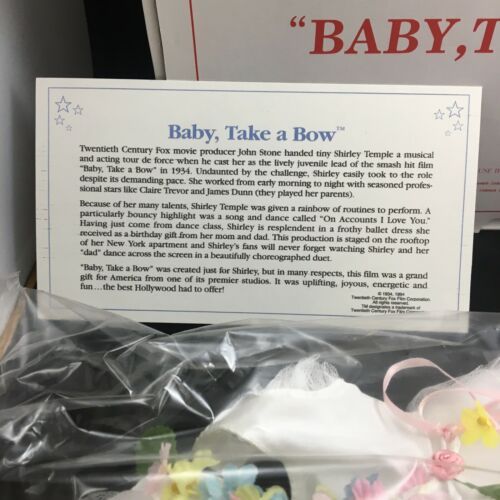 “BABY, T
Baby, Take a Bow™
Twentieth Century Fox movie producer John Stone handed tiny Shirley Temple a musical
and acting tour de force when he cast her as the lively juvenile lead of the smash hit film
"Baby, Take a Bow" in 1934. Undaunted by the challenge, Shirley easily took to the role
despite its demanding pace. She worked from early morning to night with seasoned profes-
sional stars like Claire Trevor and James Dunn (they played her parents).
Because of her many talents, Shirley Temple was given a rainbow of routines to perform. A
particularly bouncy highlight was a song and dance called "On Accounts I Love You."
Having just come from dance class, Shirley is resplendent in a frothy ballet dress she
received as a birthday gift from her mom and dad. This production is staged on the rooftop
of her New York apartment and Shirley's fans will never forget watching Shirley and her
"dad" dance across the screen in a beautifully choreographed duet.
"Baby, Take a Bow" was created just for Shirley, but in many respects, this film was a grand
gift for America from one of its premier studios. It was uplifting, joyous, energetic and
fun...the best Hollywood had to offer!
© 1934, 1994
Twentieth Century Fox Film Corporation.
All rights reserved.
TM designates a trademark of
Twentieth Century Fox Film Corporation.